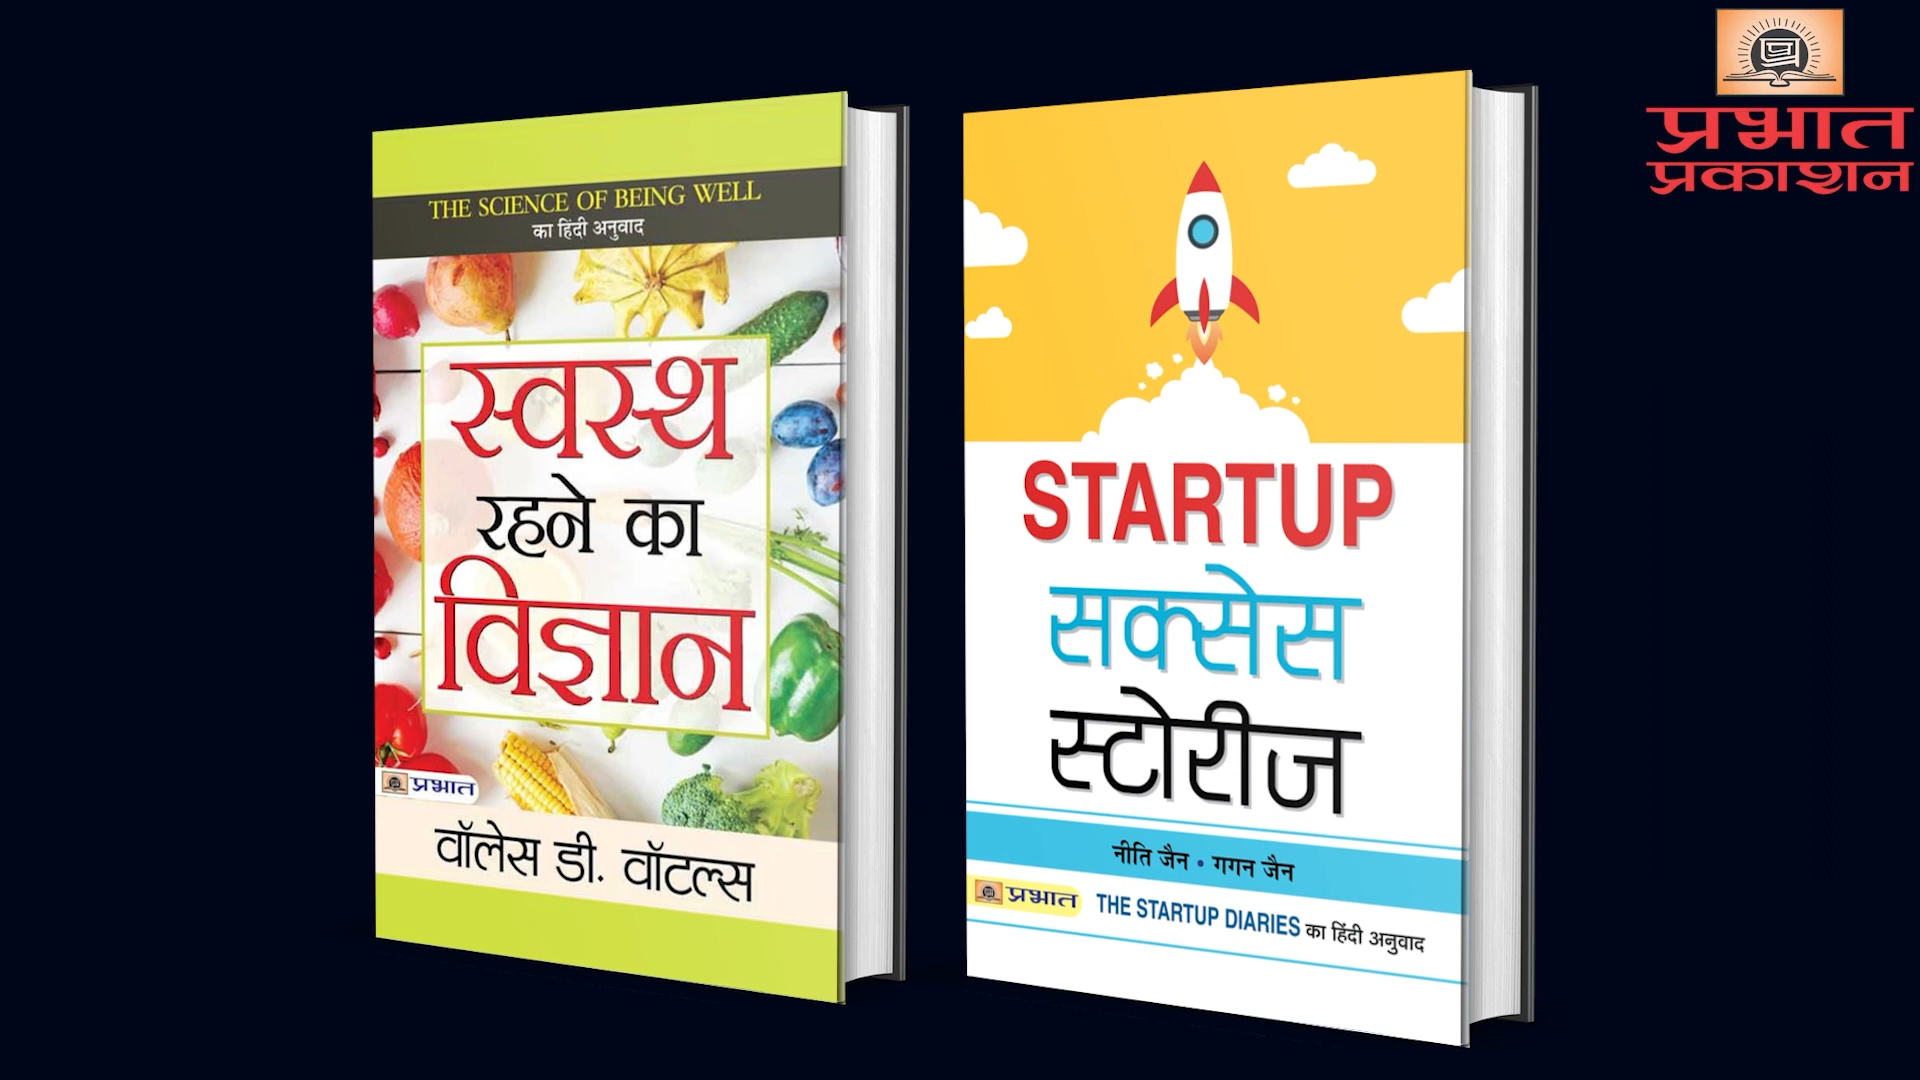 THE SCIENCE OF BEING WELL
का हिंदी अनुवाद
स्वस्थ
रहने का
विज्ञान
प्रभात
वॉलेस डी. वॉटल्स
STARTUP
सक्सेस
स्टोरीज
नीति जैन • गगन जैन
प्रभात THE STARTUP DIARIES का हिंदी अनुवाद
प्रभात
प्रकाशन